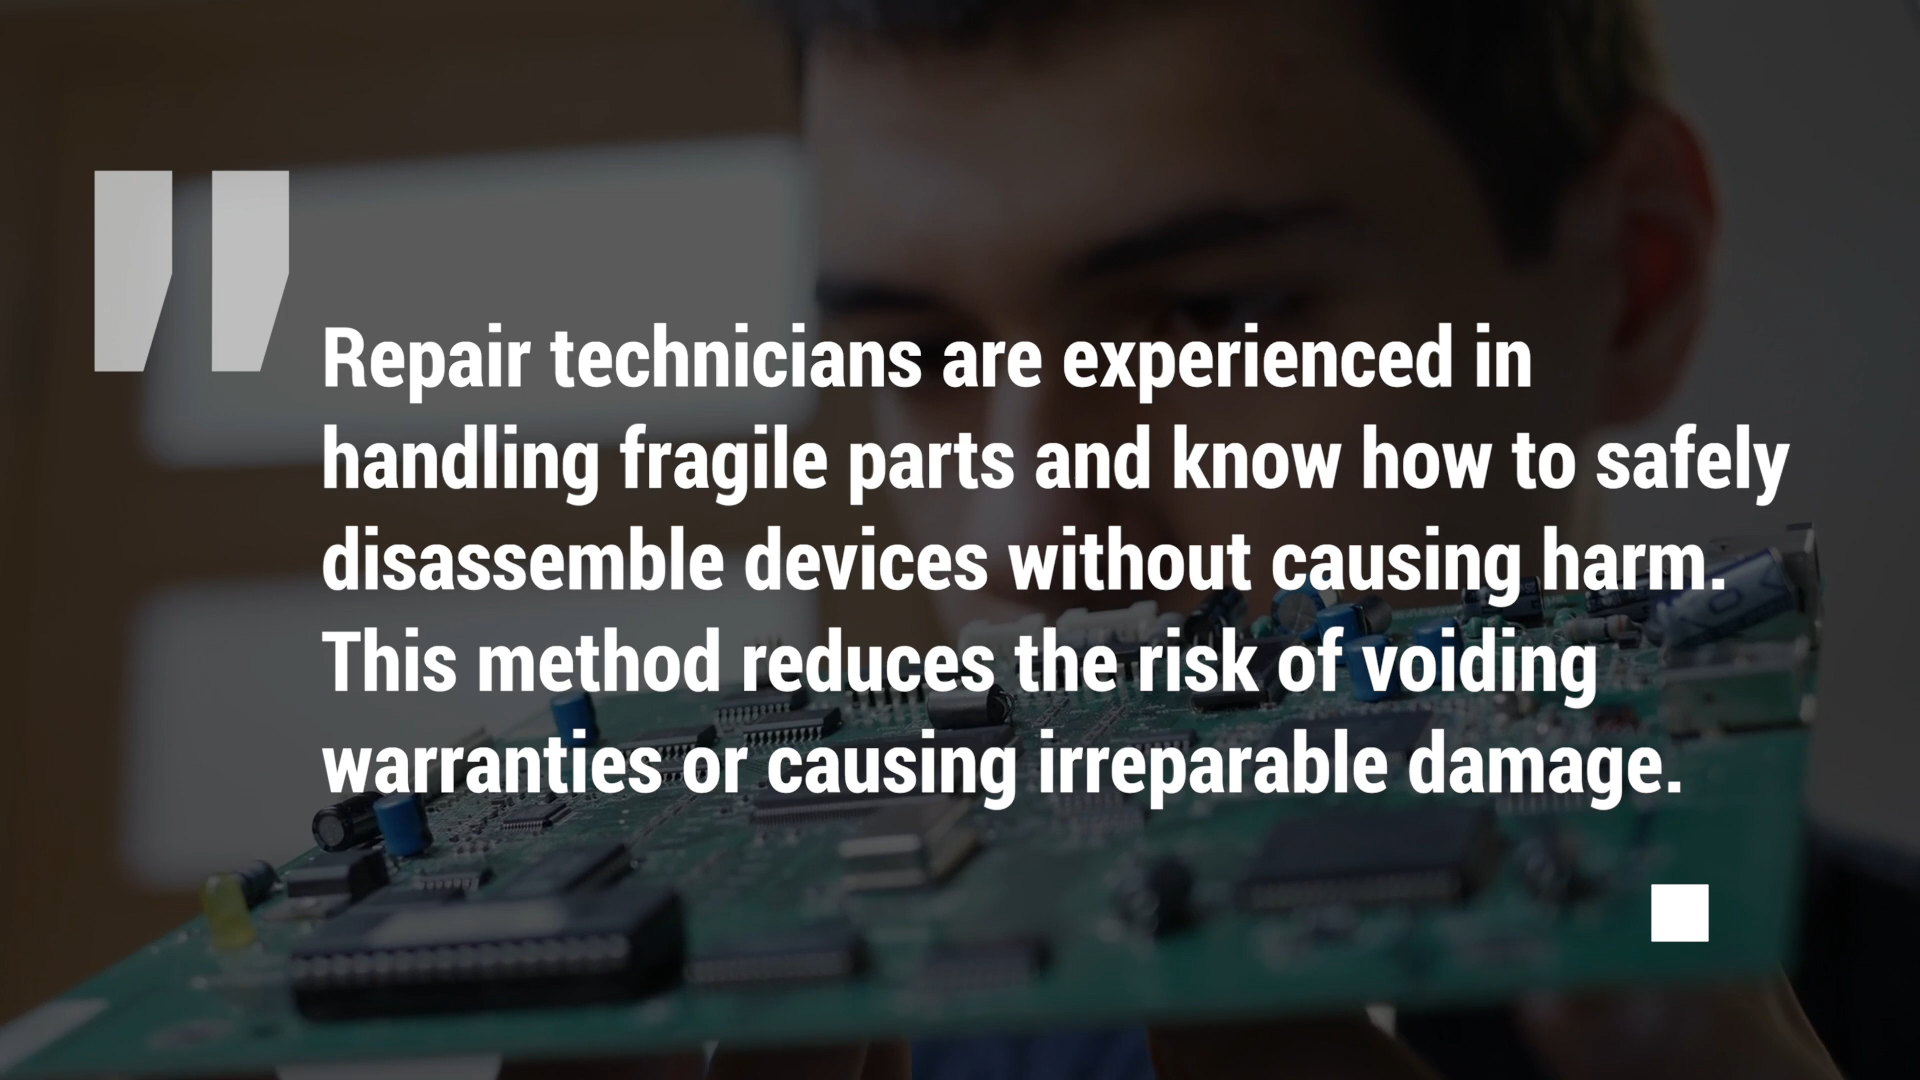 Repair technicians are experienced in
handling fragile parts and know how to safely
disassemble devices without causing harm.
This method reduces the risk of voiding
warranties or causing irreparable damage.